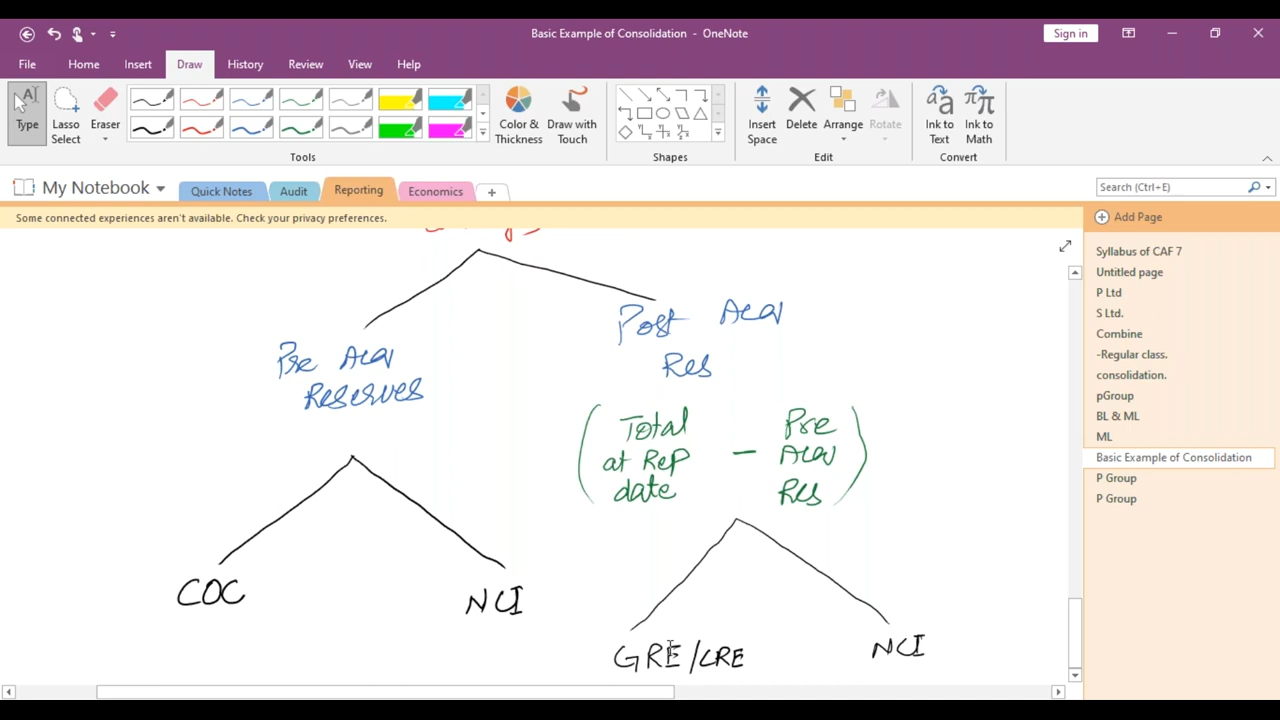 Basic Example of Consolidation - OneNote
Sign in
File Home Insert Draw History Review View Help
Type
Lasso Select
Eraser
Color & Thickness
Draw with Touch
Insert Space
Delete
Arrange
Rotate
Ink to Text
Ink to Math
Tools
Shapes
Edit
Convert
My Notebook
Quick Notes
Audit
Reporting
Economics
Search (Ctrl+E)
Some connected experiences aren't available. Check your privacy preferences.
Add Page
Syllabus of CAF 7
Untitled page
P Ltd
S Ltd.
Combine
-Regular class.
consolidation.
pGroup
BL & ML
ML
Basic Example of Consolidation
P Group
P Group
Pre Acqu
Reserves
Post Acqu
Res
( Total at Rep date - Pre Acqu Res )
COC
NCI
GRE/CRE
NCI